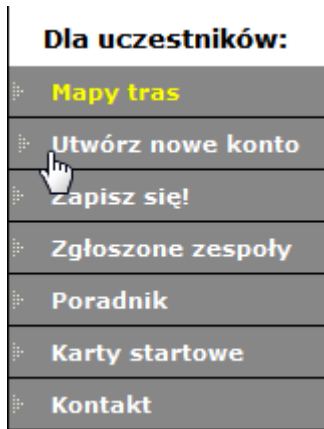 Dla uczestników:
Mapy tras
Utwórz nowe konto
Zapisz się!
Zgłoszone zespoły
Poradnik
Karty startowe
Kontakt